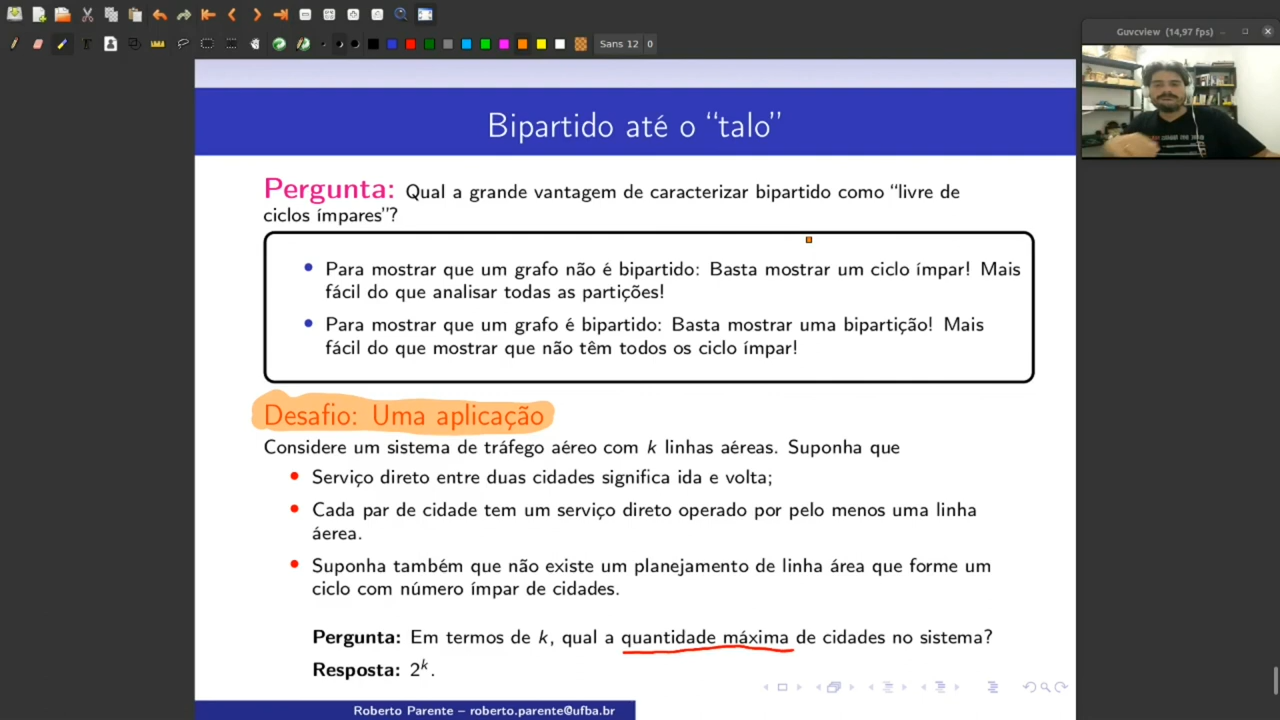 Sans 12 0
Guvcview (14,97 fps)
Bipartido até o “talo”
Pergunta: Qual a grande vantagem de caracterizar bipartido como “livre de
ciclos ímpares”?
• Para mostrar que um grafo não é bipartido: Basta mostrar um ciclo ímpar! Mais
fácil do que analisar todas as partições!
• Para mostrar que um grafo é bipartido: Basta mostrar uma bipartição! Mais
fácil do que mostrar que não têm todos os ciclo ímpar!
Desafio: Uma aplicação
Considere um sistema de tráfego aéreo com k linhas aéreas. Suponha que
• Serviço direto entre duas cidades significa ida e volta;
• Cada par de cidade tem um serviço direto operado por pelo menos uma linha
áerea.
• Suponha também que não existe um planejamento de linha área que forme um
ciclo com número ímpar de cidades.
Pergunta: Em termos de k, qual a quantidade máxima de cidades no sistema?
Resposta: 2^k.
Roberto Parente – roberto.parente@ufba.br